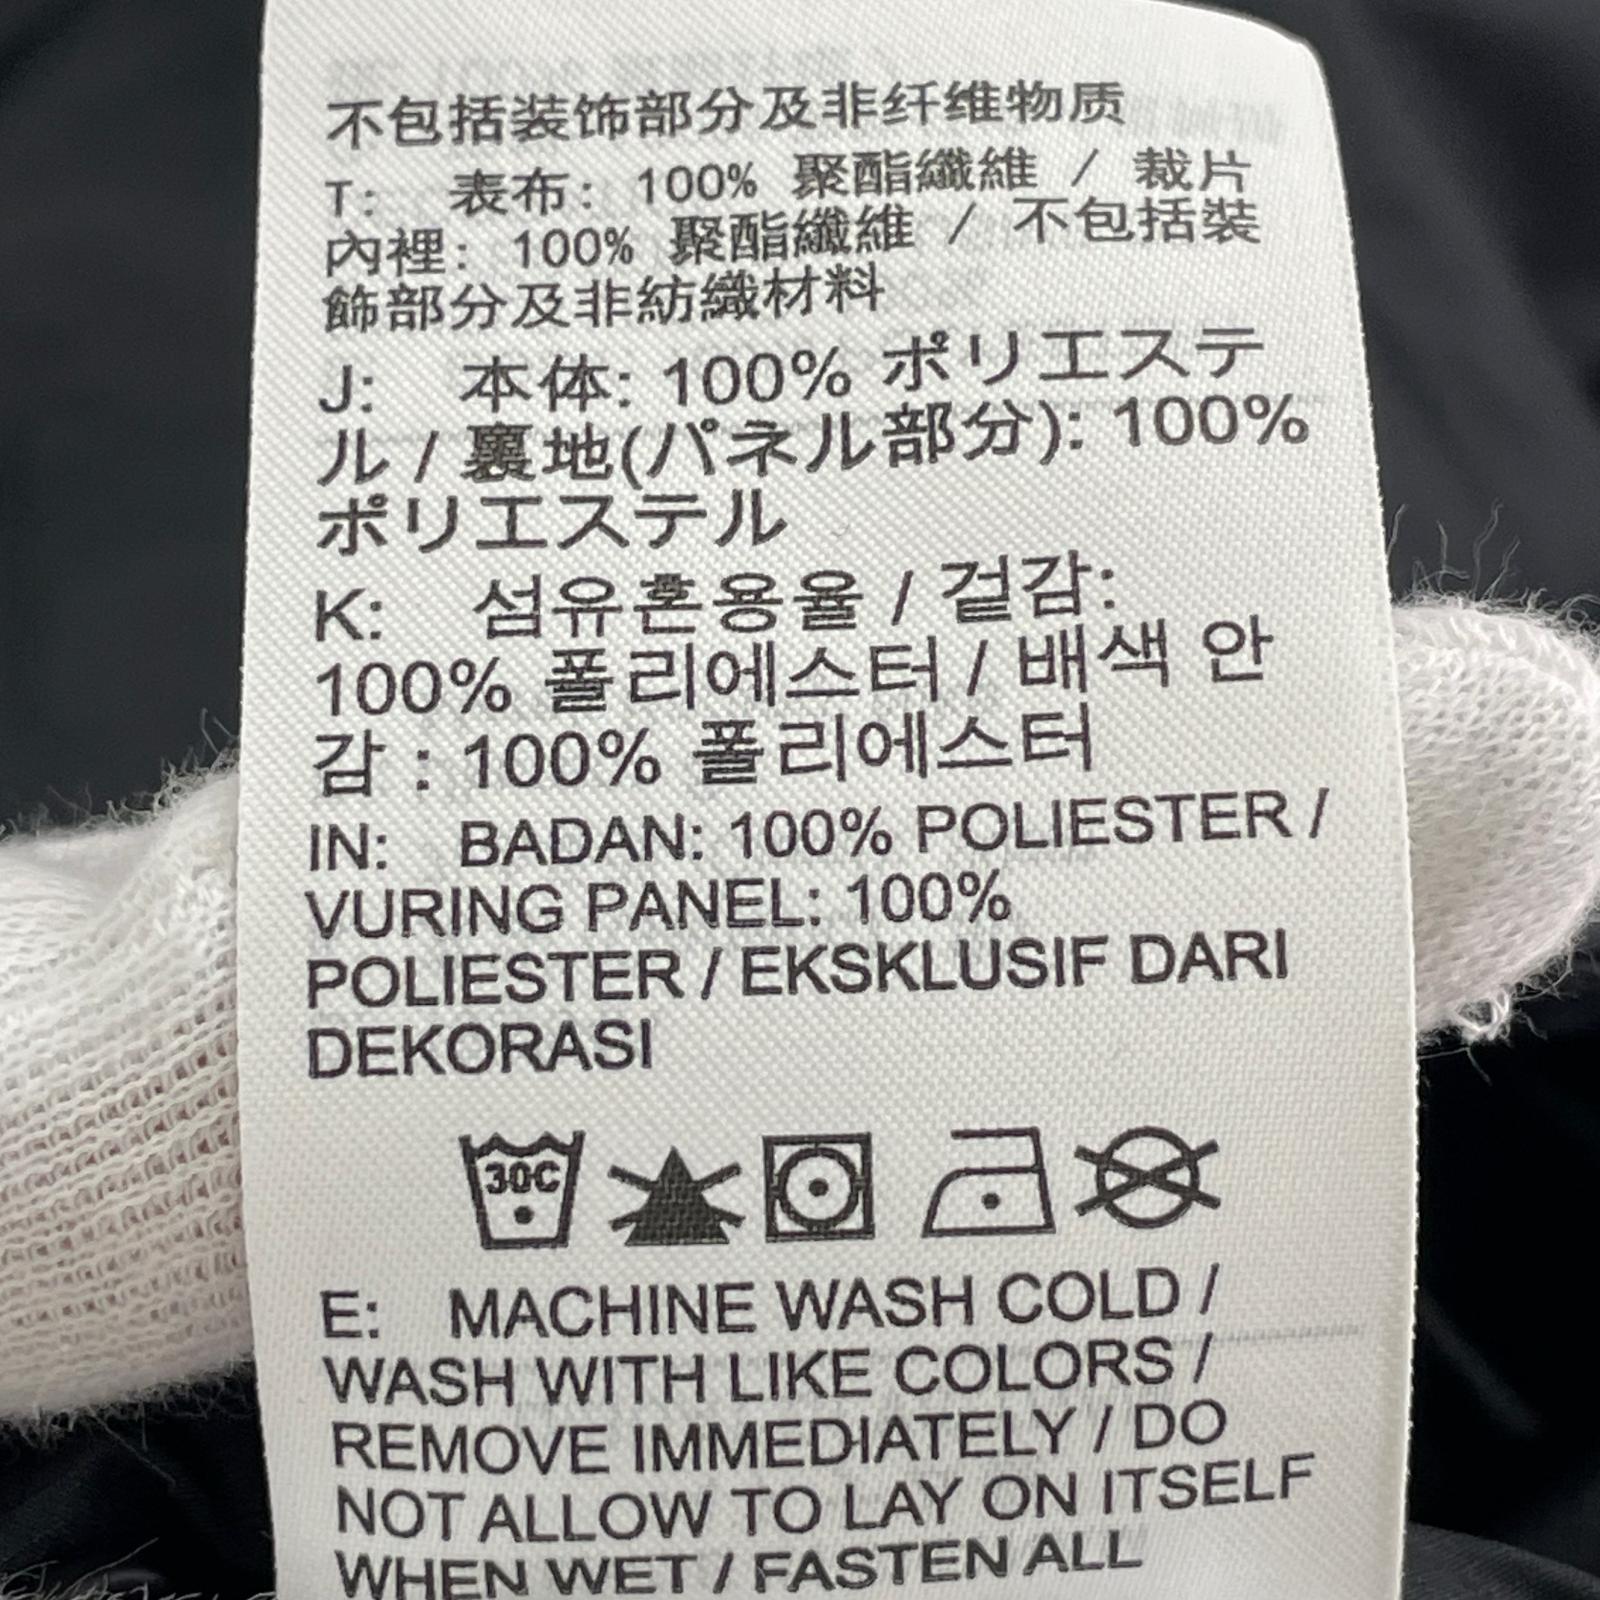 不包括装饰部分及非纤维物质
T: 表布: 100% 聚酯纖維 / 裁片
內裡: 100% 聚酯纖維 / 不包括裝
飾部分及非紡織材料
J: 本体: 100% ポリエステ
ル / 裏地(パネル部分): 100%
ポリエステル
K: 섬유혼용율 / 겉감:
100% 폴리에스터 / 배색 안
감 : 100% 폴리에스터
IN: BADAN: 100% POLIESTER /
VURING PANEL: 100%
POLIESTER / EKSKLUSIF DARI
DEKORASI
30C
E: MACHINE WASH COLD /
WASH WITH LIKE COLORS /
REMOVE IMMEDIATELY / DO
NOT ALLOW TO LAY ON ITSELF
WHEN WET / FASTEN ALL